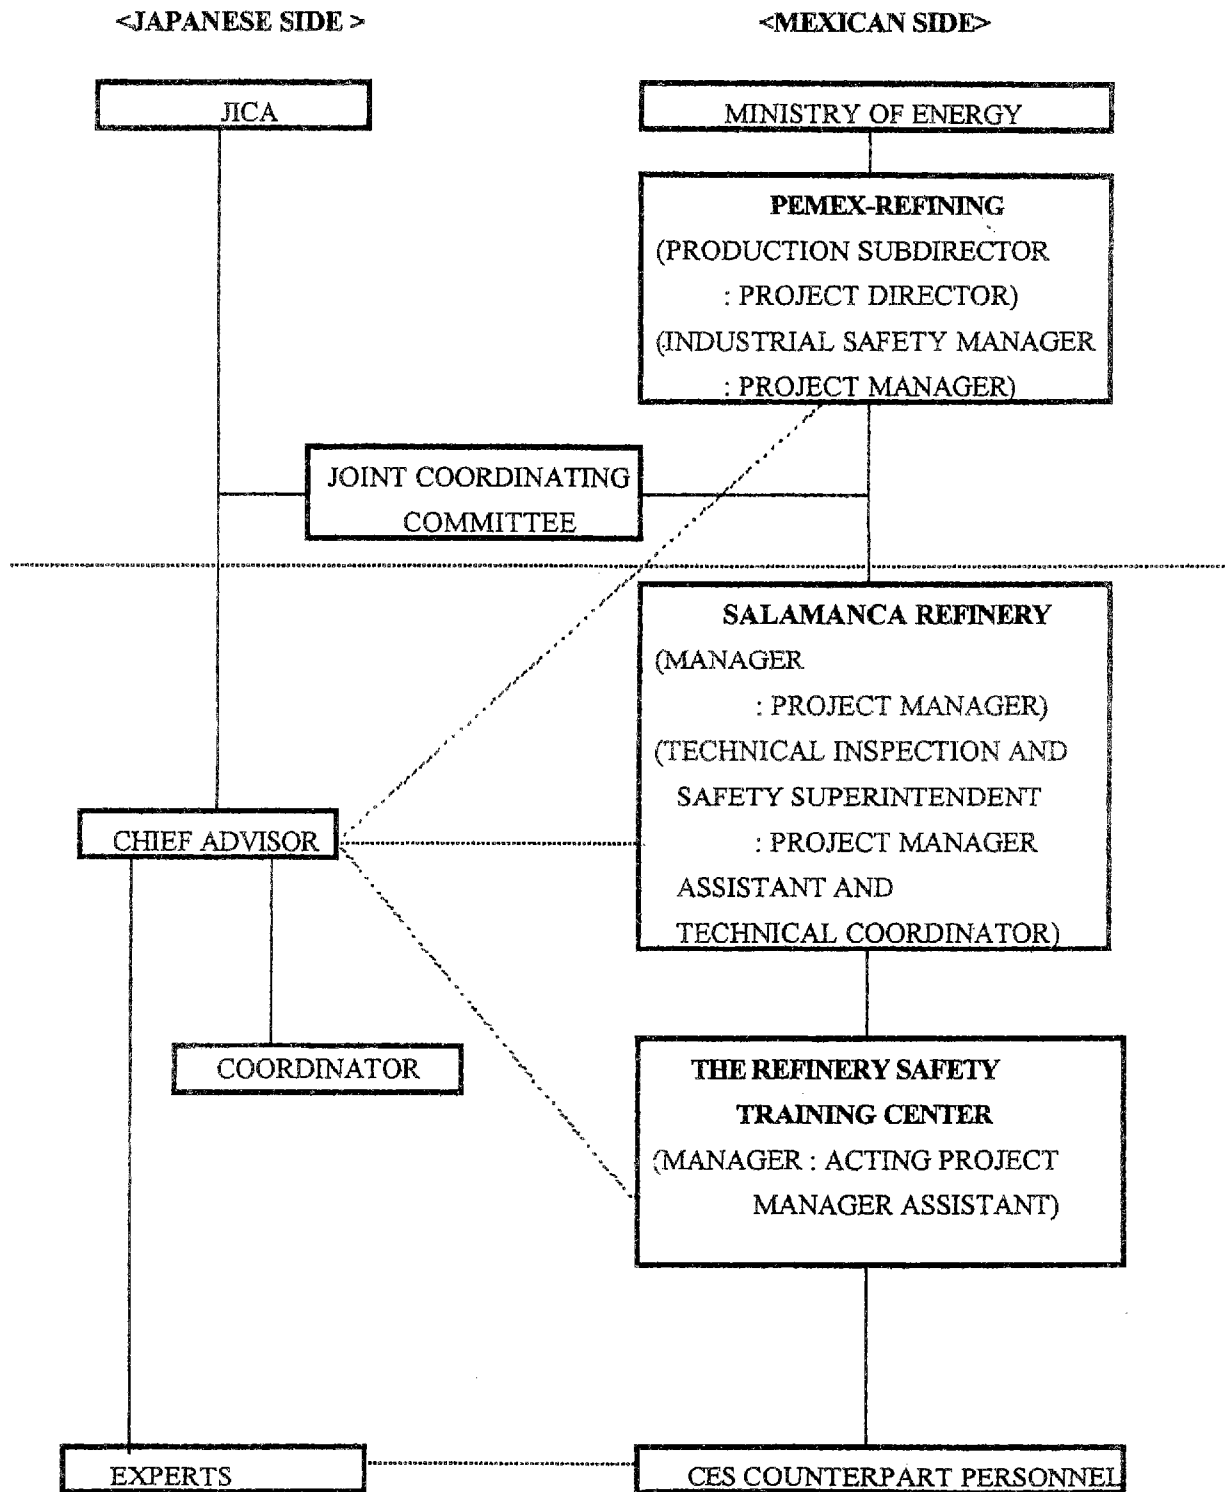 <JAPANESE SIDE >
<MEXICAN SIDE>
JICA
MINISTRY OF ENERGY
PEMEX-REFINING
(PRODUCTION SUBDIRECTOR
: PROJECT DIRECTOR)
(INDUSTRIAL SAFETY MANAGER
: PROJECT MANAGER)
JOINT COORDINATING
COMMITTEE
SALAMANCA REFINERY
(MANAGER
: PROJECT MANAGER)
(TECHNICAL INSPECTION AND
SAFETY SUPERINTENDENT
: PROJECT MANAGER
ASSISTANT AND
TECHNICAL COORDINATOR)
CHIEF ADVISOR
COORDINATOR
THE REFINERY SAFETY
TRAINING CENTER
(MANAGER : ACTING PROJECT
MANAGER ASSISTANT)
EXPERTS
CES COUNTERPART PERSONNEL